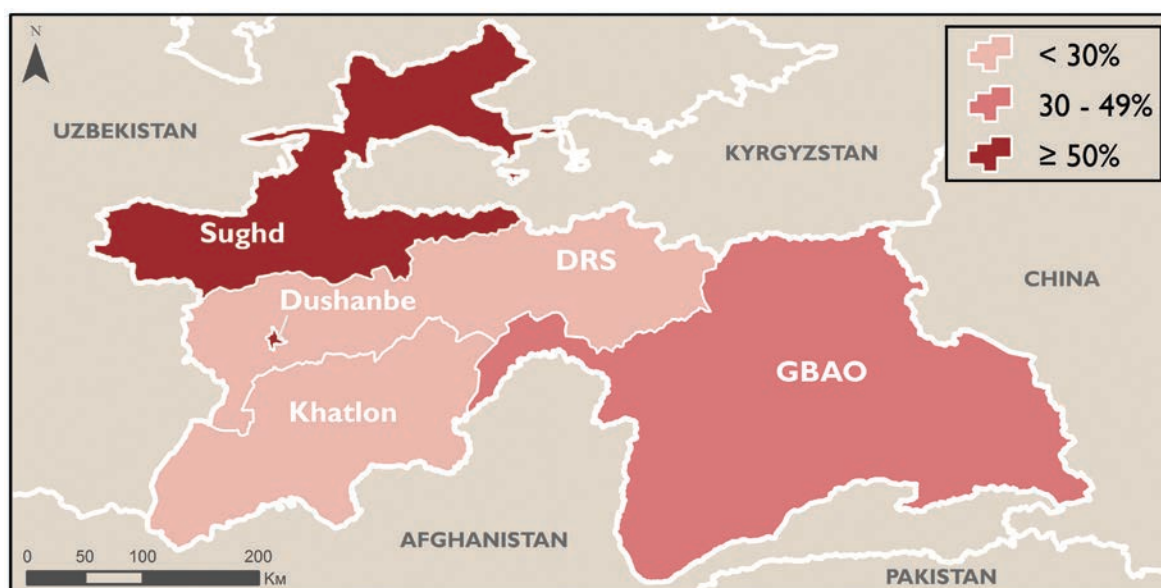 N
< 30%
30 - 49%
≥ 50%
UZBEKISTAN
KYRGYZSTAN
Sughd
DRS
CHINA
Dushanbe
GBAO
Khatlon
AFGHANISTAN
PAKISTAN
0 50 100 200
KM